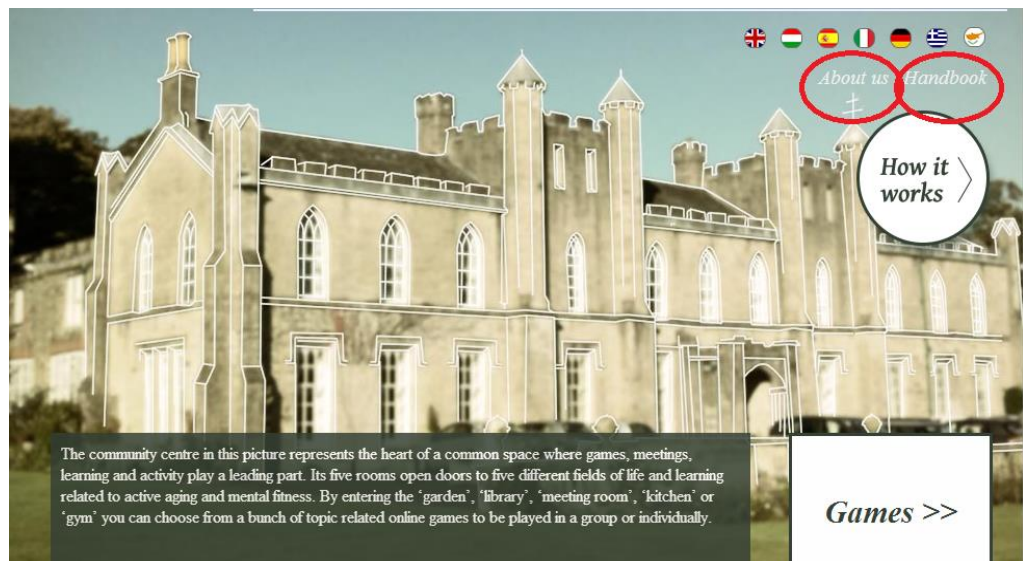 About us Handbook
How it
works
The community centre in this picture represents the heart of a common space where games, meetings,
learning and activity play a leading part. Its five rooms open doors to five different fields of life and learning
related to active aging and mental fitness. By entering the ‘garden’, ‘library’, ‘meeting room’, ‘kitchen’ or
‘gym’ you can choose from a bunch of topic related online games to be played in a group or individually.
Games >>